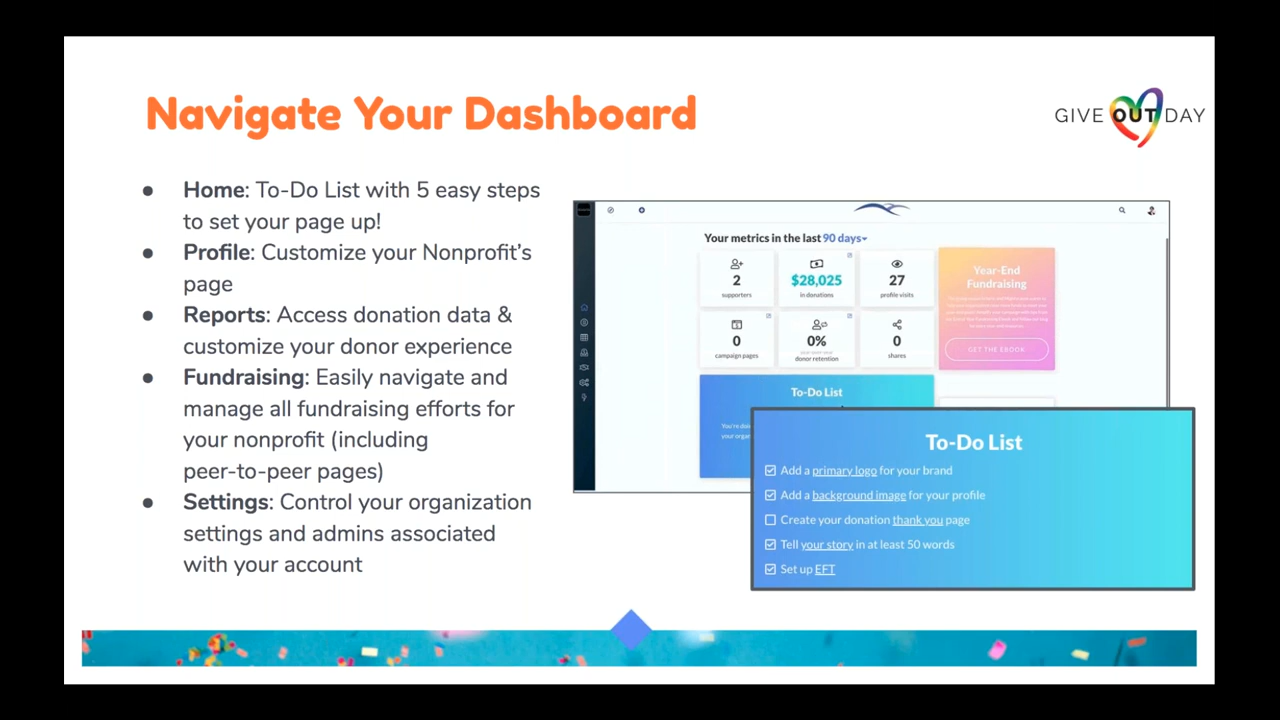 Navigate Your Dashboard
GIVE OUT DAY
● Home: To-Do List with 5 easy steps
to set your page up!
● Profile: Customize your Nonprofit's
page
● Reports: Access donation data &
customize your donor experience
● Fundraising: Easily navigate and
manage all fundraising efforts for
your nonprofit (including
peer-to-peer pages)
● Settings: Control your organization
settings and admins associated
with your account
Your metrics in the last 90 days
2
supporters
$28,025
in donations
27
profile visits
0
campaign pages
0%
donor retention
0
shares
Year-End
Fundraising
GET THE EBOOK
To-Do List
You're
your
To-Do List
Add a primary logo for your brand
Add a background image for your profile
Create your donation thank you page
Tell your story in at least 50 words
Set up EFT